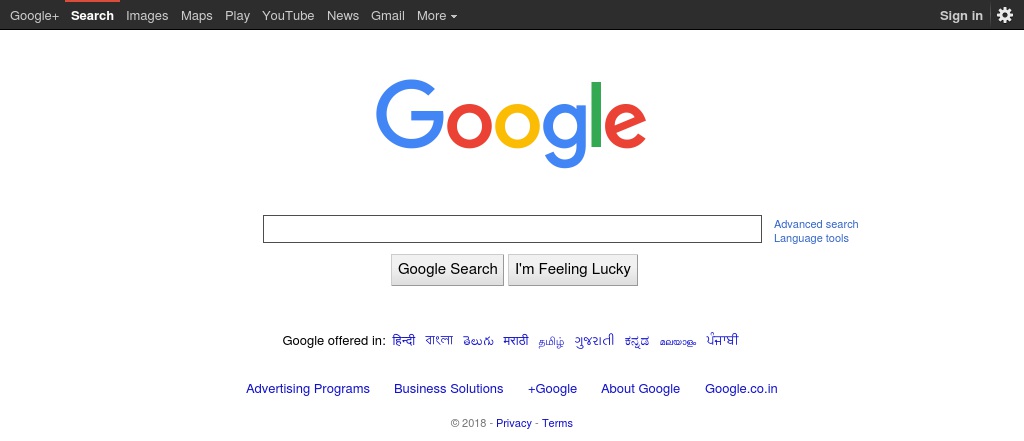 Google+ Search Images Maps Play YouTube News Gmail More Sign in
Google
Advanced search
Language tools
Google Search I'm Feeling Lucky
Google offered in: हिन्दी বাংলা తెలుగు मराठी தமிழ் ગુજરાતી ಕನ್ನಡ മലയാളം ਪੰਜਾਬੀ
Advertising Programs Business Solutions +Google About Google Google.co.in
© 2018 - Privacy - Terms